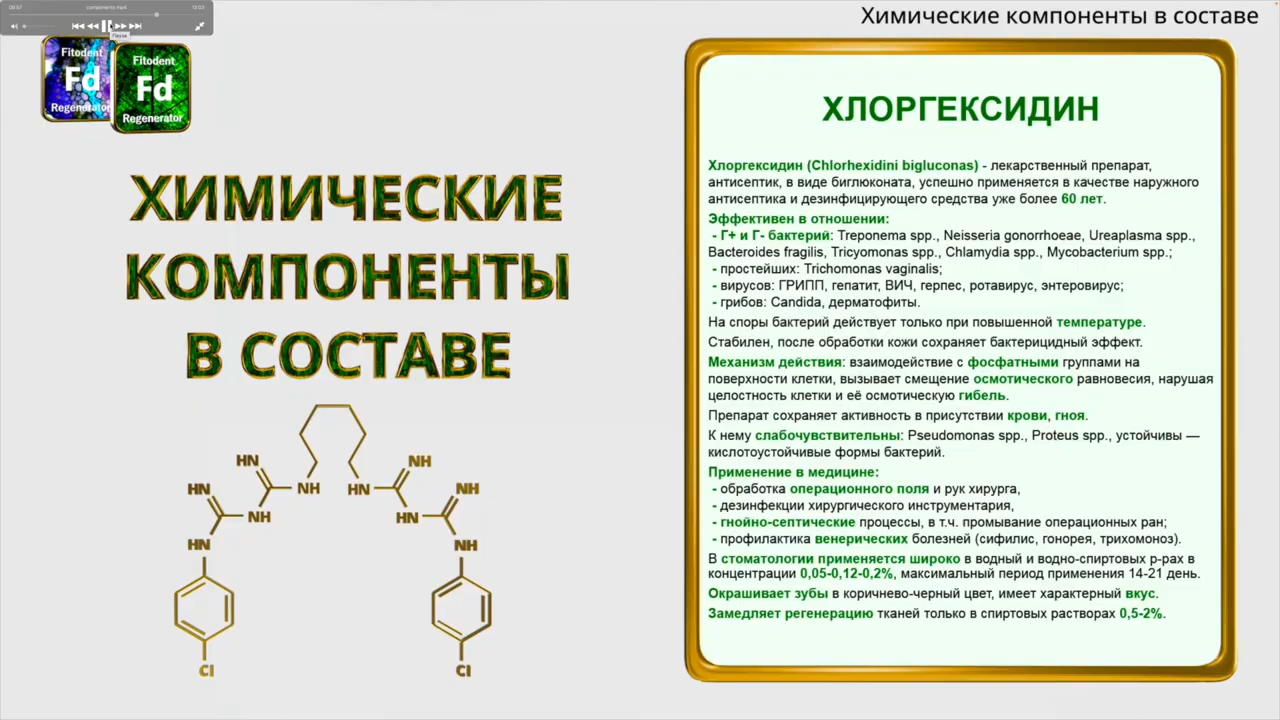 09:57
components.mp4
13:03
Pause
Химические компоненты в составе
Fitodent
Fd
Regenerator
Fitodent
Fd
Regenerator
ХИМИЧЕСКИЕ
КОМПОНЕНТЫ
В СОСТАВЕ
HN
NH
HN
NH
HN
NH
HN
NH
HN
NH
Cl
Cl
ХЛОРГЕКСИДИН
Хлоргексидин (Chlorhexidini bigluconas) - лекарственный препарат,
антисептик, в виде биглюконата, успешно применяется в качестве наружного
антисептика и дезинфицирующего средства уже более 60 лет.
Эффективен в отношении:
- Г+ и Г- бактерий: Treponema spp., Neisseria gonorrhoeae, Ureaplasma spp.,
Bacteroides fragilis, Tricyomonas spp., Chlamydia spp., Mycobacterium spp.;
- простейших: Trichomonas vaginalis;
- вирусов: ГРИПП, гепатит, ВИЧ, герпес, ротавирус, энтеровирус;
- грибов: Candida, дерматофиты.
На споры бактерий действует только при повышенной температуре.
Стабилен, после обработки кожи сохраняет бактерицидный эффект.
Механизм действия: взаимодействие с фосфатными группами на
поверхности клетки, вызывает смещение осмотического равновесия, нарушая
целостность клетки и её осмотическую гибель.
Препарат сохраняет активность в присутствии крови, гноя.
К нему слабочувствительны: Pseudomonas spp., Proteus spp., устойчивы —
кислотоустойчивые формы бактерий.
Применение в медицине:
- обработка операционного поля и рук хирурга,
- дезинфекции хирургического инструментария,
- гнойно-септические процессы, в т.ч. промывание операционных ран;
- профилактика венерических болезней (сифилис, гонорея, трихомоноз).
В стоматологии применяется широко в водный и водно-спиртовых р-рах в
концентрации 0,05-0,12-0,2%, максимальный период применения 14-21 день.
Окрашивает зубы в коричнево-черный цвет, имеет характерный вкус.
Замедляет регенерацию тканей только в спиртовых растворах 0,5-2%.